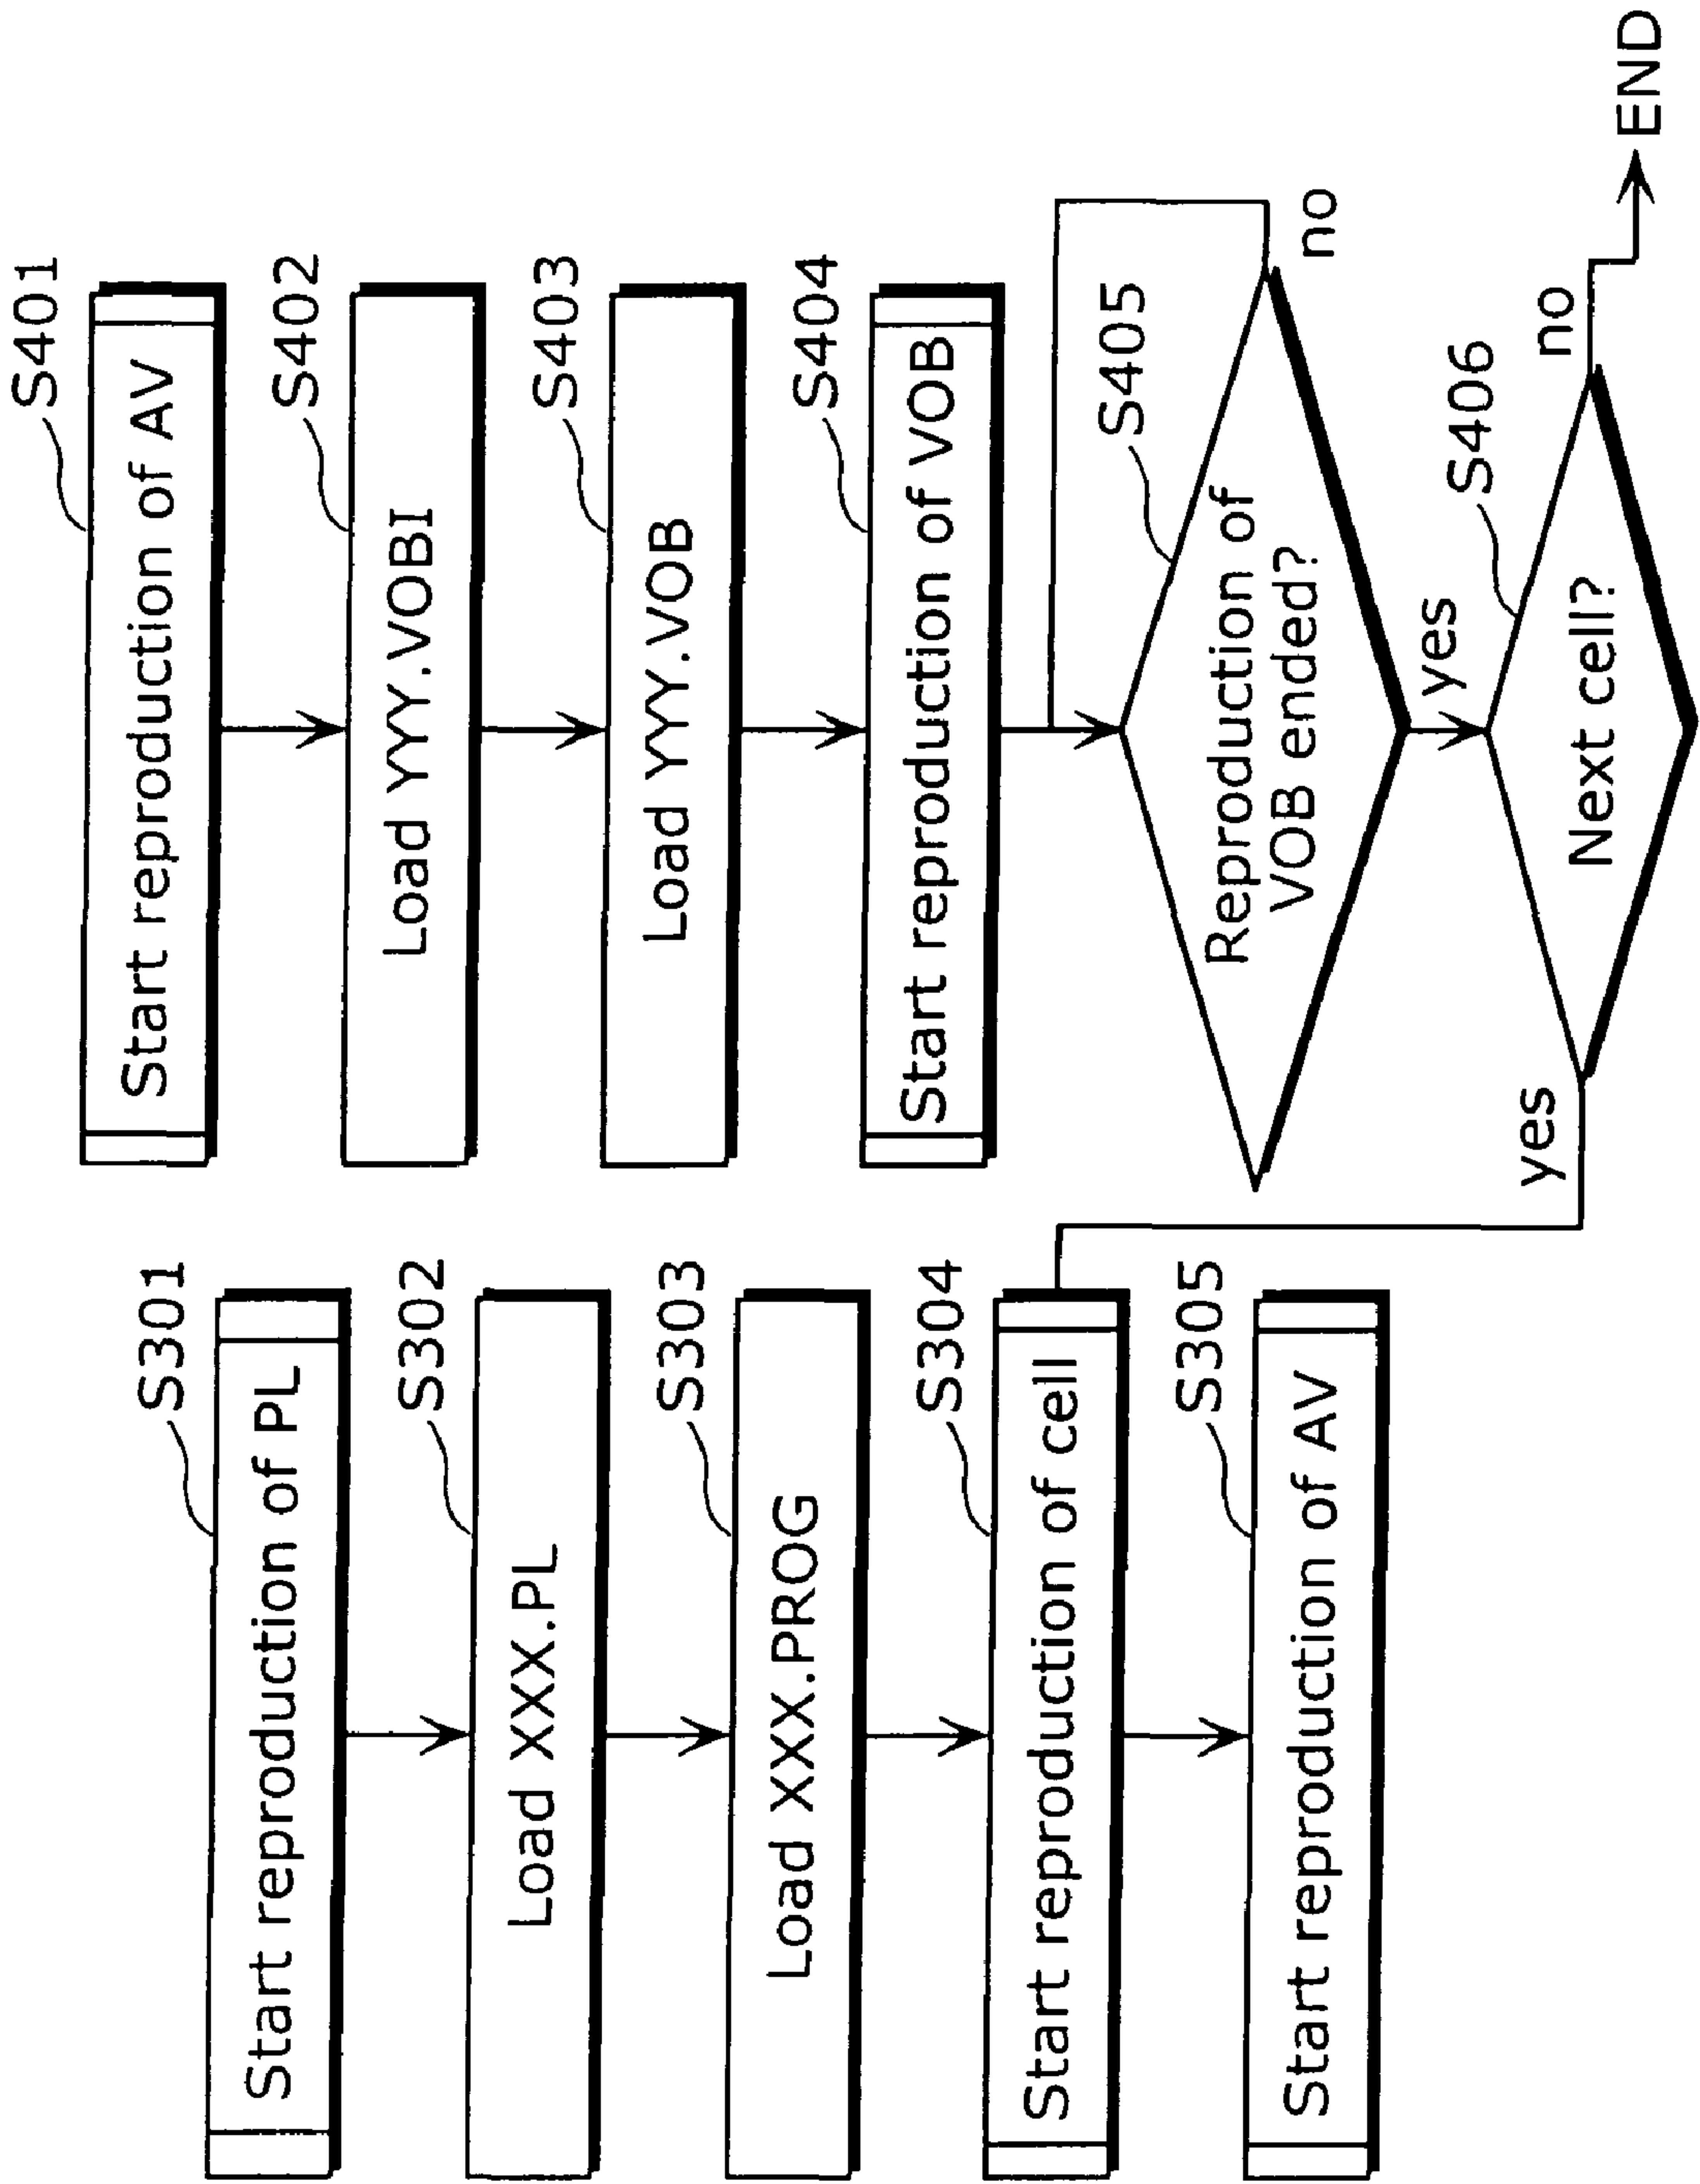 S301
Start reproduction of PL
S302
Load XXX.PL
S303
Load XXX.PROG
S304
Start reproduction of cell
S305
Start reproduction of AV
S401
Start reproduction of AV
S402
Load YYY.VOBI
S403
Load YYY.VOB
S404
Start reproduction of VOB
S405
Reproduction of
VOB ended?
no
yes
S406
Next cell?
yes
no
END